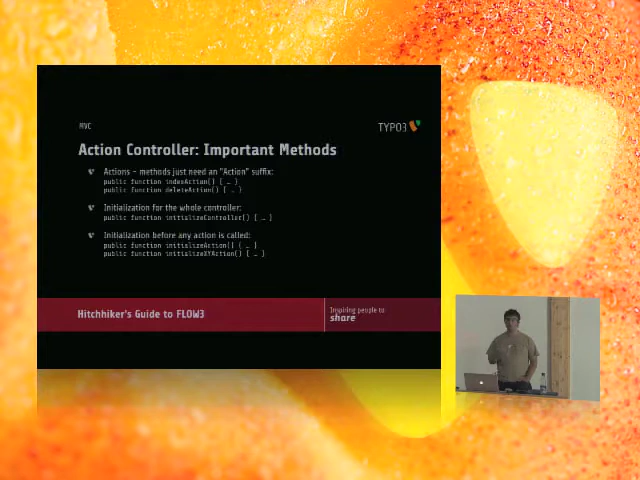 MVC
TYPO3
Action Controller: Important Methods
Actions - methods just need an "Action" suffix:
public function indexAction() { … }
public function deleteAction() { … }
Initialization for the whole controller:
public function initializeController() { … }
Initialization before any action is called:
public function initializeAction() { … }
public function initializeXYAction() { … }
Hitchhiker's Guide to FLOW3
Inspiring people to
share